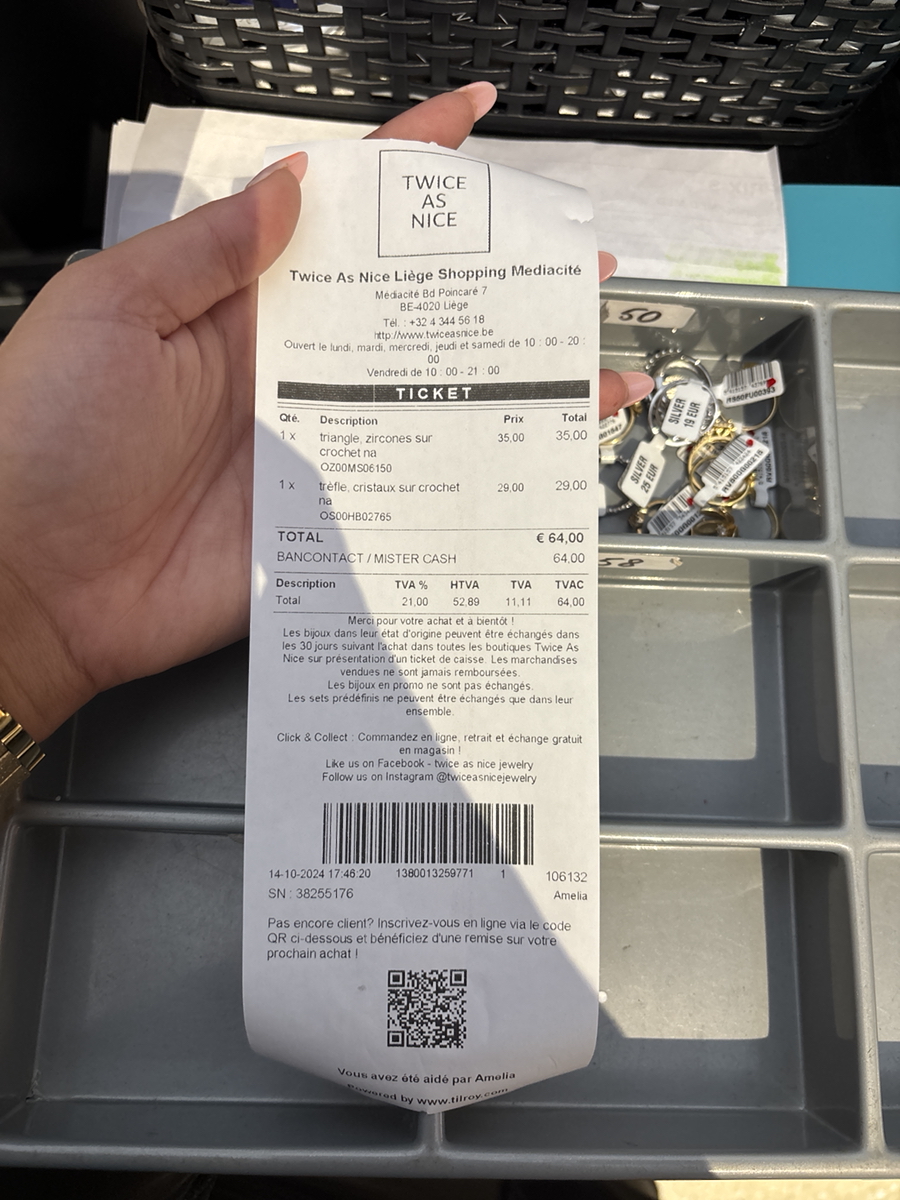 TWICE
AS
NICE
Twice As Nice Liège Shopping Mediacité
Médiacité Bd Poincaré 7
BE-4020 Liège
Tél. : +32 4 344 56 18
http://www.twiceasnice.be
Ouvert le lundi, mardi, mercredi, jeudi et samedi de 10 : 00 - 20 :
00
Vendredi de 10 : 00 - 21 : 00
TICKET
Qté. Description Prix Total
1 x triangle, zircones sur 35,00 35,00
crochet na
OZ00MS06150
1 x trèfle, cristaux sur crochet 29,00 29,00
na
OS00HB02765
TOTAL € 64,00
BANCONTACT / MISTER CASH 64,00
Description TVA % HTVA TVA TVAC
Total 21,00 52,89 11,11 64,00
Merci pour votre achat et à bientôt !
Les bijoux dans leur état d'origine peuvent être échangés dans
les 30 jours suivant l'achat dans toutes les boutiques Twice As
Nice sur présentation d'un ticket de caisse. Les marchandises
vendues ne sont jamais remboursées.
Les bijoux en promo ne sont pas échangés.
Les sets prédéfinis ne peuvent être échangés que dans leur
ensemble.
Click & Collect : Commandez en ligne, retrait et échange gratuit
en magasin !
Like us on Facebook - twice as nice jewelry
Follow us on Instagram @twiceasnicejewelry
14-10-2024 17:46:20 1380013259771 1 106132
SN : 38255176 Amelia
Pas encore client? Inscrivez-vous en ligne via le code
QR ci-dessous et bénéficiez d'une remise sur votre
prochain achat !
Vous avez été aidé par Amelia
Powered by www.tilroy.com
50
SILVER
19 EUR
SILVER
25 EUR
58